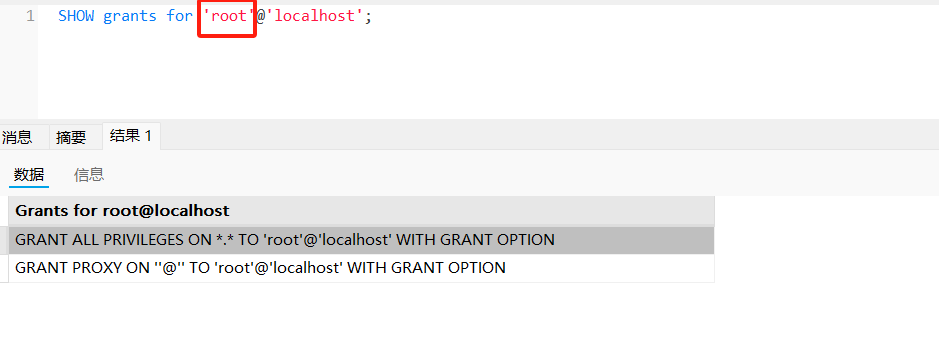 1 SHOW grants for 'root'@'localhost';
消息 摘要 结果 1
数据 信息
Grants for root@localhost
GRANT ALL PRIVILEGES ON *.* TO 'root'@'localhost' WITH GRANT OPTION
GRANT PROXY ON ''@'' TO 'root'@'localhost' WITH GRANT OPTION